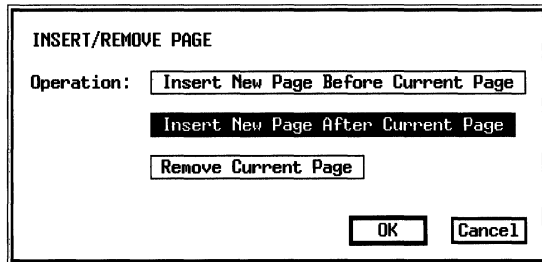 INSERT/REMOVE PAGE
Operation: Insert New Page Before Current Page
Insert New Page After Current Page
Remove Current Page
OK Cancel